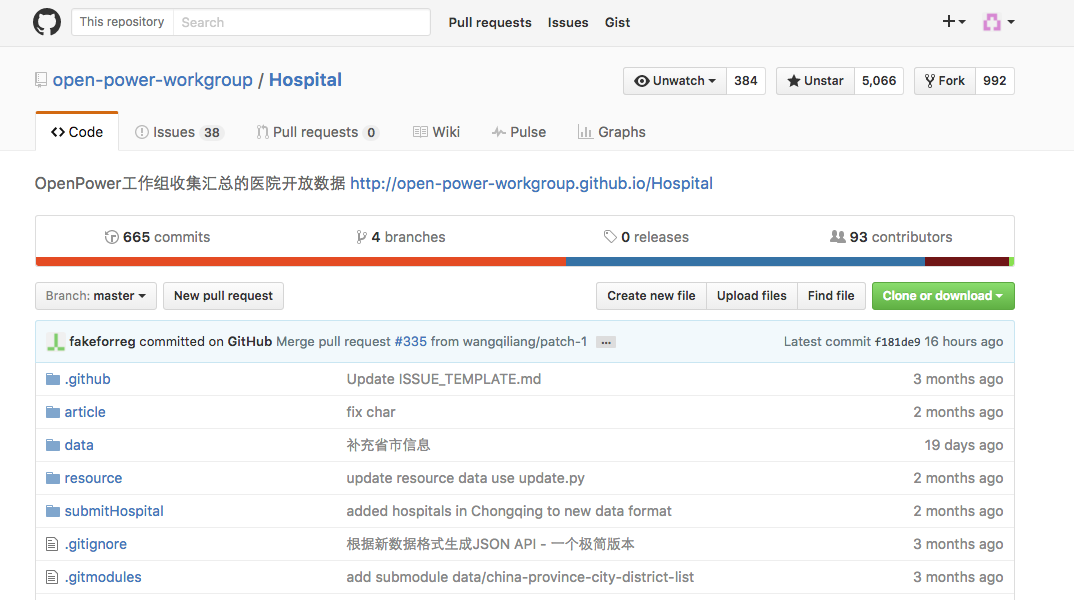 This repository Search Pull requests Issues Gist
open-power-workgroup / Hospital Unwatch 384 Unstar 5,066 Fork 992
Code Issues 38 Pull requests 0 Wiki Pulse Graphs
OpenPower工作组收集汇总的医院开放数据 http://open-power-workgroup.github.io/Hospital
665 commits 4 branches 0 releases 93 contributors
Branch: master New pull request Create new file Upload files Find file Clone or download
fakeforreg committed on GitHub Merge pull request #335 from wangqiliang/patch-1 ... Latest commit f181de9 16 hours ago
.github Update ISSUE_TEMPLATE.md 3 months ago
article fix char 2 months ago
data 补充省市信息 19 days ago
resource update resource data use update.py 2 months ago
submitHospital added hospitals in Chongqing to new data format 2 months ago
.gitignore 根据新数据格式生成JSON API - 一个极简版本 3 months ago
.gitmodules add submodule data/china-province-city-district-list 3 months ago